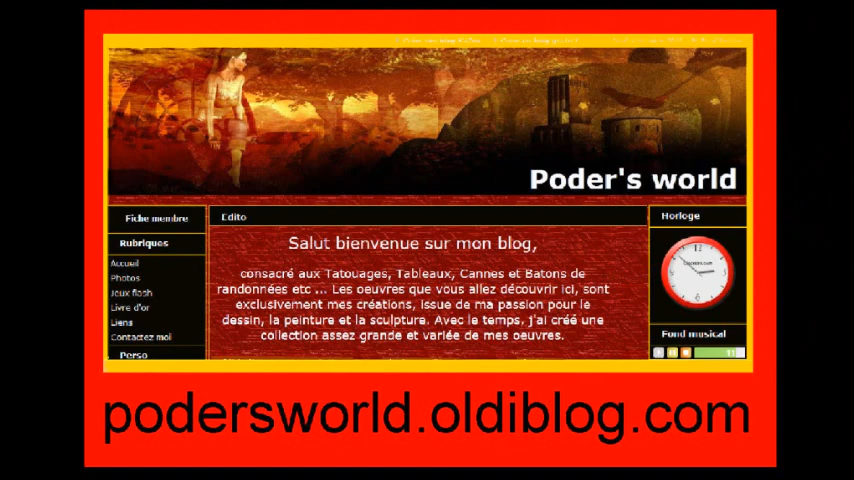 Poder's world
Fiche membre
Rubriques
Accueil
Photos
Jeux flash
Livre d'or
Liens
Contactez moi
Perso
Edito
Salut bienvenue sur mon blog,
consacré aux Tatouages, Tableaux, Cannes et Batons de
randonnées etc ... Les oeuvres que vous allez découvrir ici, sont
exclusivement mes créations, issue de ma passion pour le
dessin, la peinture et la sculpture. Avec le temps, j'ai créé une
collection assez grande et variée de mes oeuvres.
Horloge
12
Fond musical
podersworld.oldiblog.com